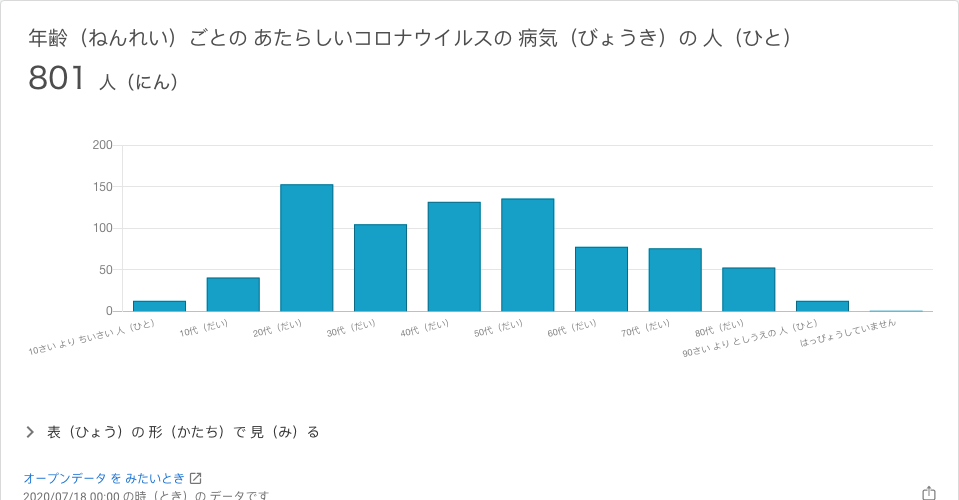 年齢（ねんれい）ごとの あたらしいコロナウイルスの 病気（びょうき）の 人（ひと）
801 人（にん）
200
150
100
50
0
10さい より ちいさい 人（ひと）
10代（だい）
20代（だい）
30代（だい）
40代（だい）
50代（だい）
60代（だい）
70代（だい）
80代（だい）
90さい より としうえの 人（ひと）
はっぴょうしていません
表（ひょう）の 形（かたち）で 見（み）る
オープンデータ を みたいとき
2020/07/18 00:00 の時（とき）の データです